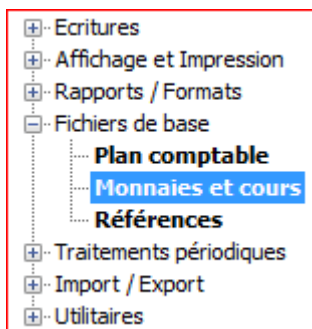 Ecritures
Affichage et Impression
Rapports / Formats
Fichiers de base
Plan comptable
Monnaies et cours
Références
Traitements périodiques
Import / Export
Utilitaires